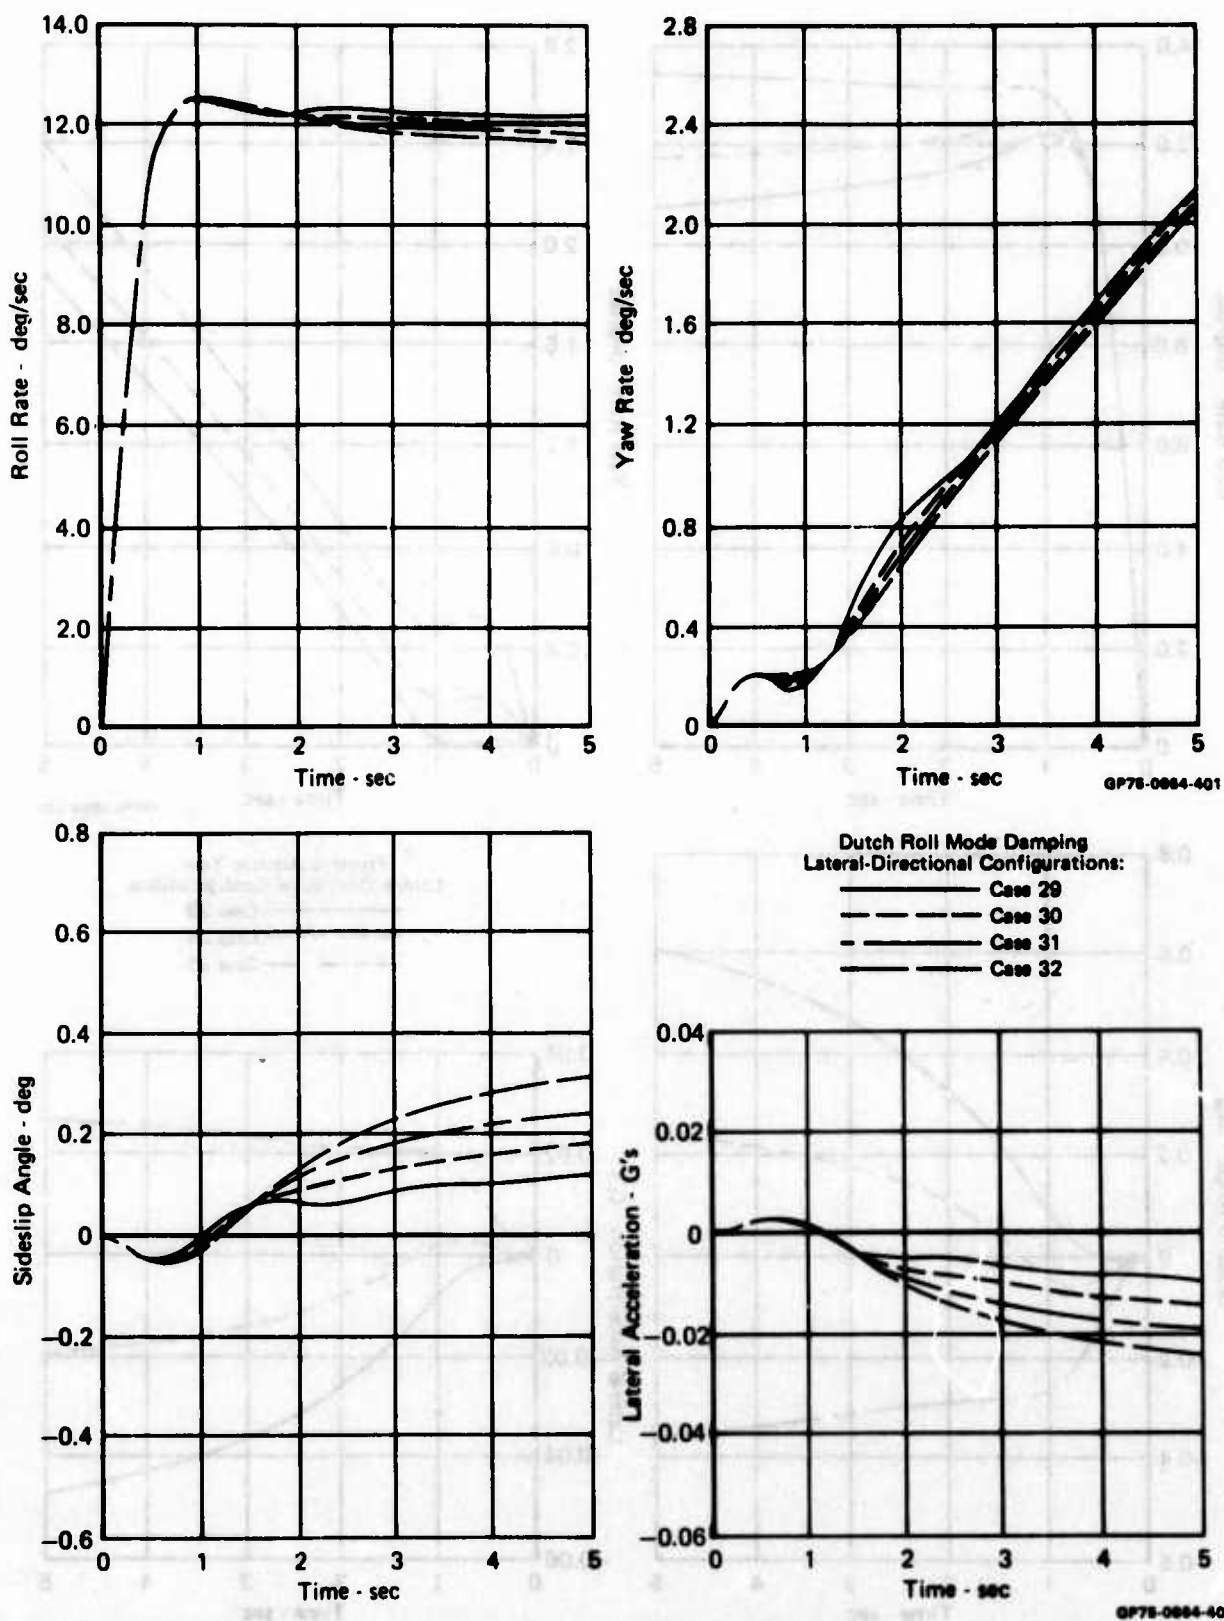 14.0
12.0
10.0
8.0
6.0
4.0
2.0
0
Roll Rate - deg/sec
0 1 2 3 4 5
Time - sec
2.8
2.4
2.0
1.6
1.2
0.8
0.4
0
Yaw Rate - deg/sec
0 1 2 3 4 5
Time - sec
GP76-0864-401
0.8
0.6
0.4
0.2
0
−0.2
−0.4
−0.6
Sideslip Angle - deg
0 1 2 3 4 5
Time - sec
Dutch Roll Mode Damping
Lateral-Directional Configurations:
Case 29
Case 30
Case 31
Case 32
0.04
0.02
0
−0.02
−0.04
−0.06
Lateral Acceleration - G's
0 1 2 3 4 5
Time - sec